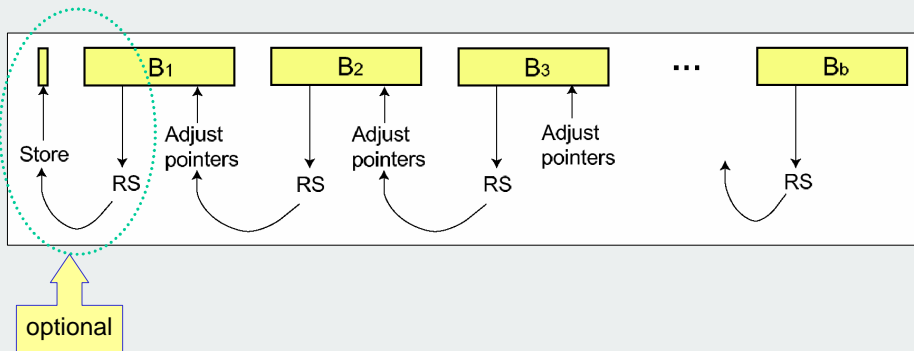 B1 B2 B3 ... Bb
Store
Adjust pointers
Adjust pointers
Adjust pointers
RS RS RS RS
optional